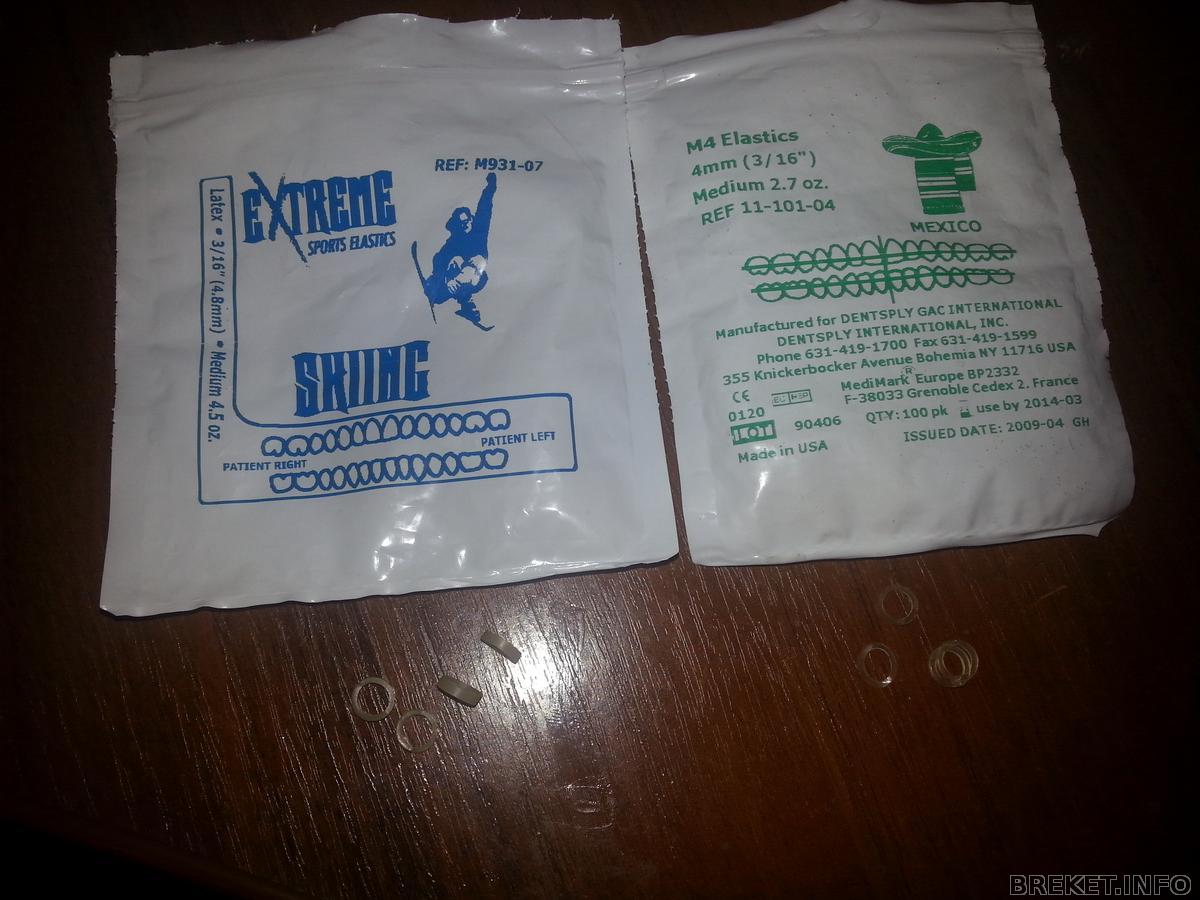 REF: M931-07
EXTREME
SPORTS ELASTICS
Latex • 3/16" (4.8mm) • Medium 4.5 oz.
SKIING
PATIENT LEFT
PATIENT RIGHT
M4 Elastics
4mm (3/16")
Medium 2.7 oz.
REF 11-101-04
MEXICO
Manufactured for DENTSPLY GAC INTERNATIONAL
DENTSPLY INTERNATIONAL, INC.
Phone 631-419-1700 Fax 631-419-1599
355 Knickerbocker Avenue Bohemia NY 11716 USA
MediMark® Europe BP2332
F-38033 Grenoble Cedex 2. France
CE EC REP
0120
QTY: 100 pk use by 2014-03
LOT 90406
ISSUED DATE: 2009-04 GH
Made in USA
BREKET.INFO